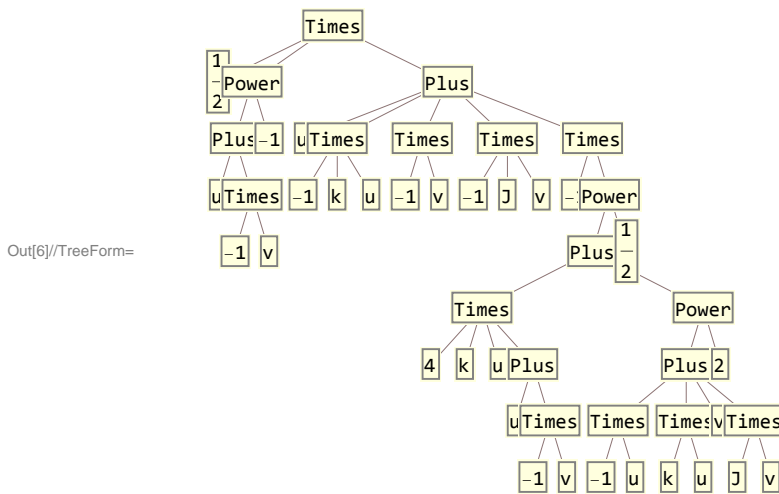 Times
1
2
Power Plus
Plus -1 u Times Times Times Times
u Times -1 k u -1 v -1 J v -1 Power
Out[6]//TreeForm= -1 v Plus 1
2
Times Power
4 k u Plus Plus 2
u Times Times Times v Times
-1 v -1 u k u J v